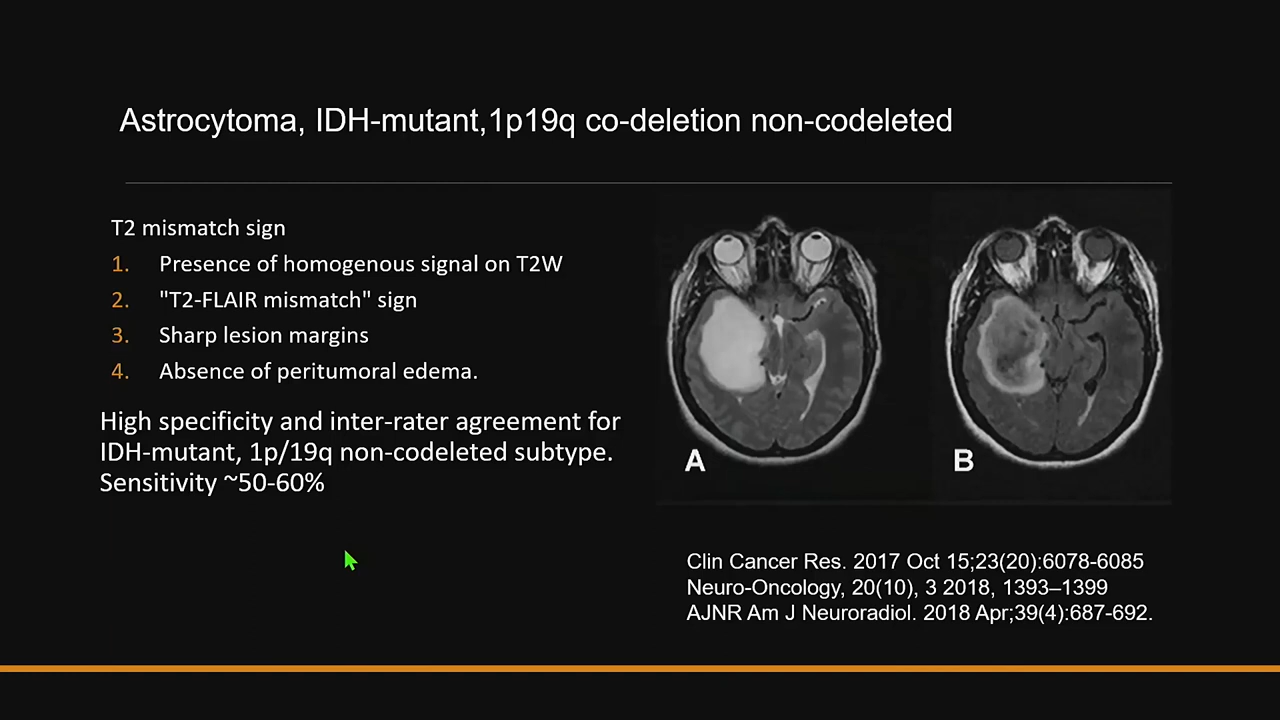 Astrocytoma, IDH-mutant,1p19q co-deletion non-codeleted
T2 mismatch sign
1. Presence of homogenous signal on T2W
2. "T2-FLAIR mismatch" sign
3. Sharp lesion margins
4. Absence of peritumoral edema.
High specificity and inter-rater agreement for
IDH-mutant, 1p/19q non-codeleted subtype.
Sensitivity ~50-60%
A
B
Clin Cancer Res. 2017 Oct 15;23(20):6078-6085
Neuro-Oncology, 20(10), 3 2018, 1393–1399
AJNR Am J Neuroradiol. 2018 Apr;39(4):687-692.